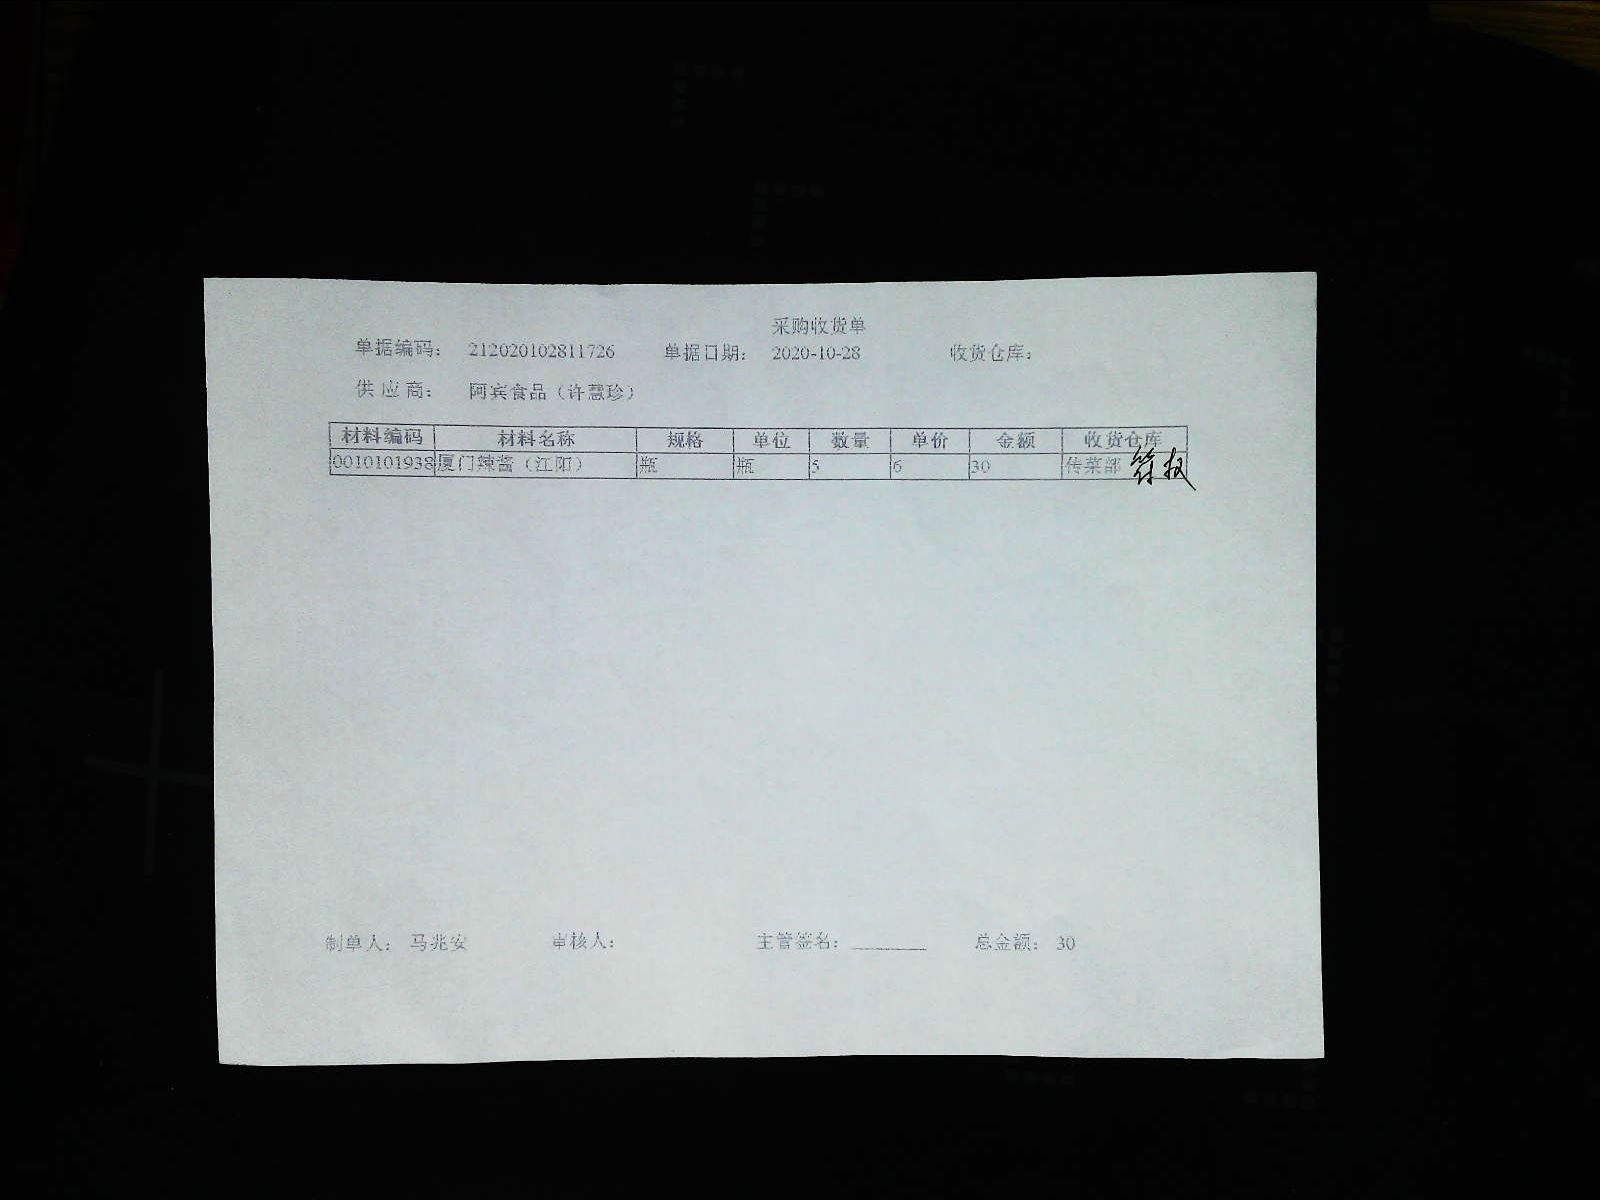 采购收货单
单据编码： 212020102811726 单据日期： 2020-10-28 收货仓库：
供 应 商： 阿宾食品（许慧珍）
材料编码 材料名称 规格 单位 数量 单价 金额 收货仓库
0010101938 厦门辣酱（江阳） 瓶 瓶 5 6 30 传菜部
制单人： 马兆安 审核人： 主管签名： 总金额： 30